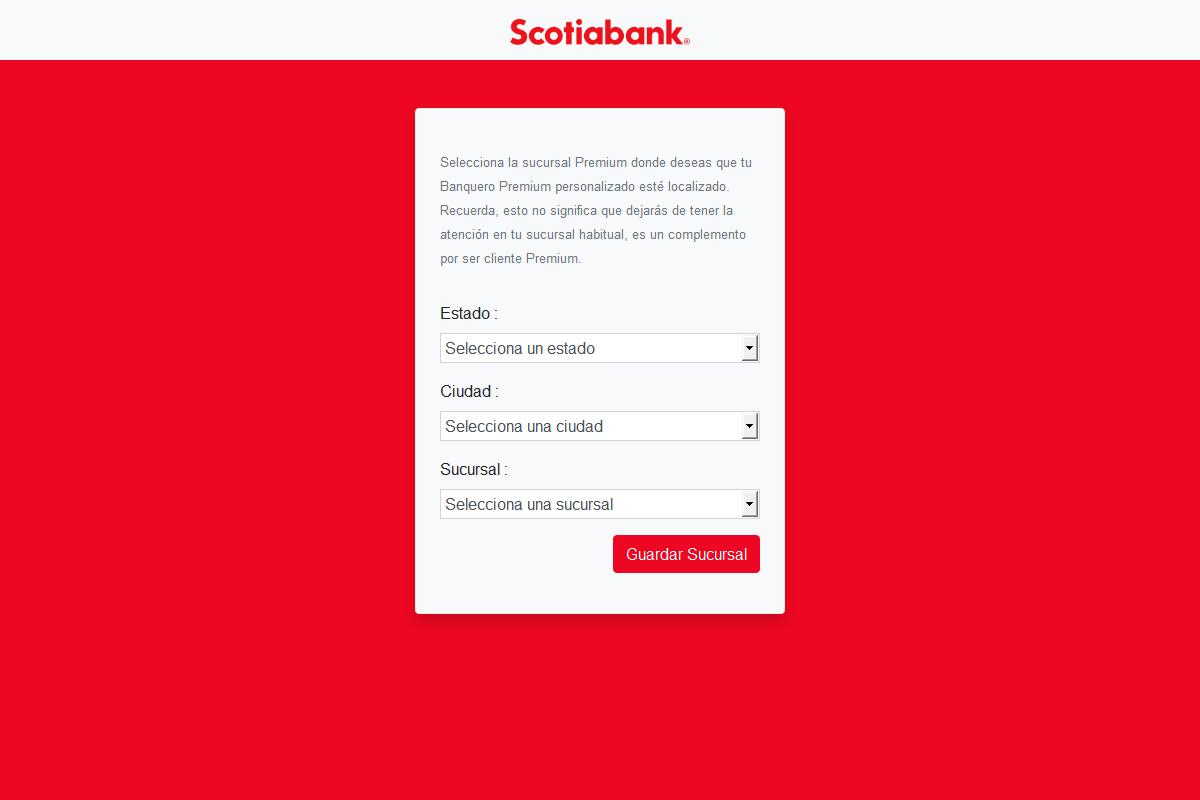 Scotiabank®
Selecciona la sucursal Premium donde deseas que tu
Banquero Premium personalizado esté localizado.
Recuerda, esto no significa que dejarás de tener la
atención en tu sucursal habitual, es un complemento
por ser cliente Premium.
Estado :
Selecciona un estado
Ciudad :
Selecciona una ciudad
Sucursal :
Selecciona una sucursal
Guardar Sucursal